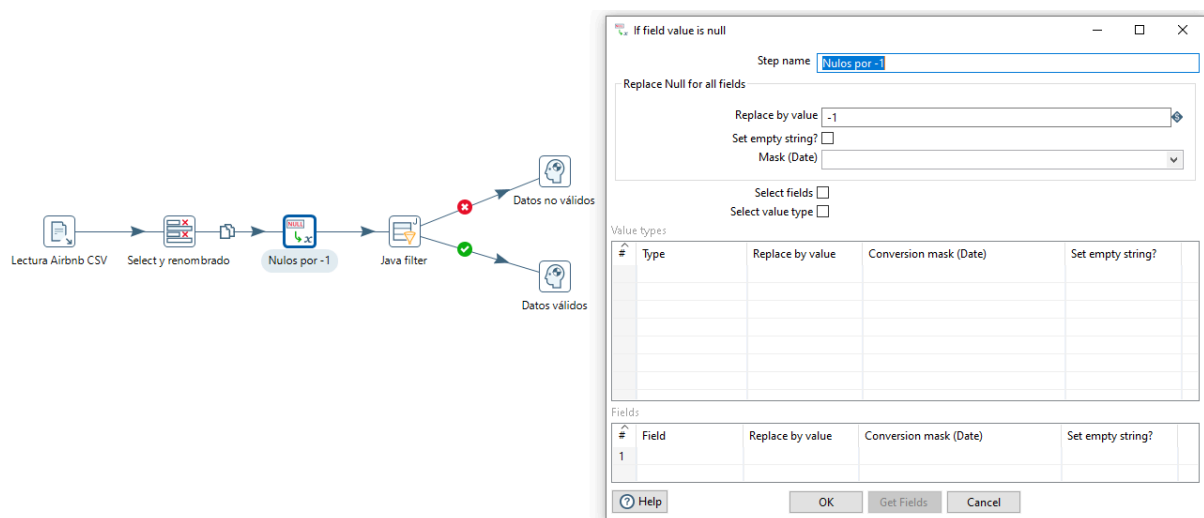 Lectura Airbnb CSV
Select y renombrado
NULL
x
Nulos por -1
J
Java filter
Datos no válidos
Datos válidos
If field value is null
Step name Nulos por -1
Replace Null for all fields
Replace by value -1
Set empty string?
Mask (Date)
Select fields
Select value type
Value types
# Type Replace by value Conversion mask (Date) Set empty string?
Fields
# Field Replace by value Conversion mask (Date) Set empty string?
1
Help OK Get Fields Cancel